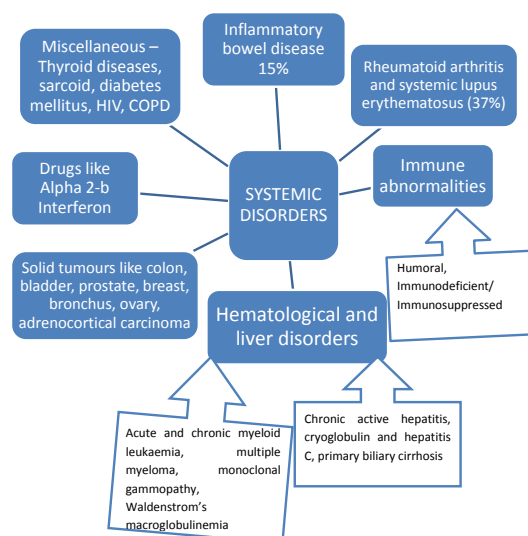 Miscellaneous –
Thyroid diseases,
sarcoid, diabetes
mellitus, HIV, COPD
Inflammatory
bowel disease
15%
Rheumatoid arthritis
and systemic lupus
erythematosus (37%)
Drugs like
Alpha 2-b
Interferon
SYSTEMIC
DISORDERS
Immune
abnormalities
Solid tumours like colon,
bladder, prostate, breast,
bronchus, ovary,
adrenocortical carcinoma
Hematological and
liver disorders
Humoral,
Immunodeficient/
Immunosuppressed
Acute and chronic myeloid
leukaemia, multiple
myeloma, monoclonal
gammopathy,
Waldenstrom's
macroglobulinemia
Chronic active hepatitis,
cryoglobulin and hepatitis
C, primary biliary cirrhosis